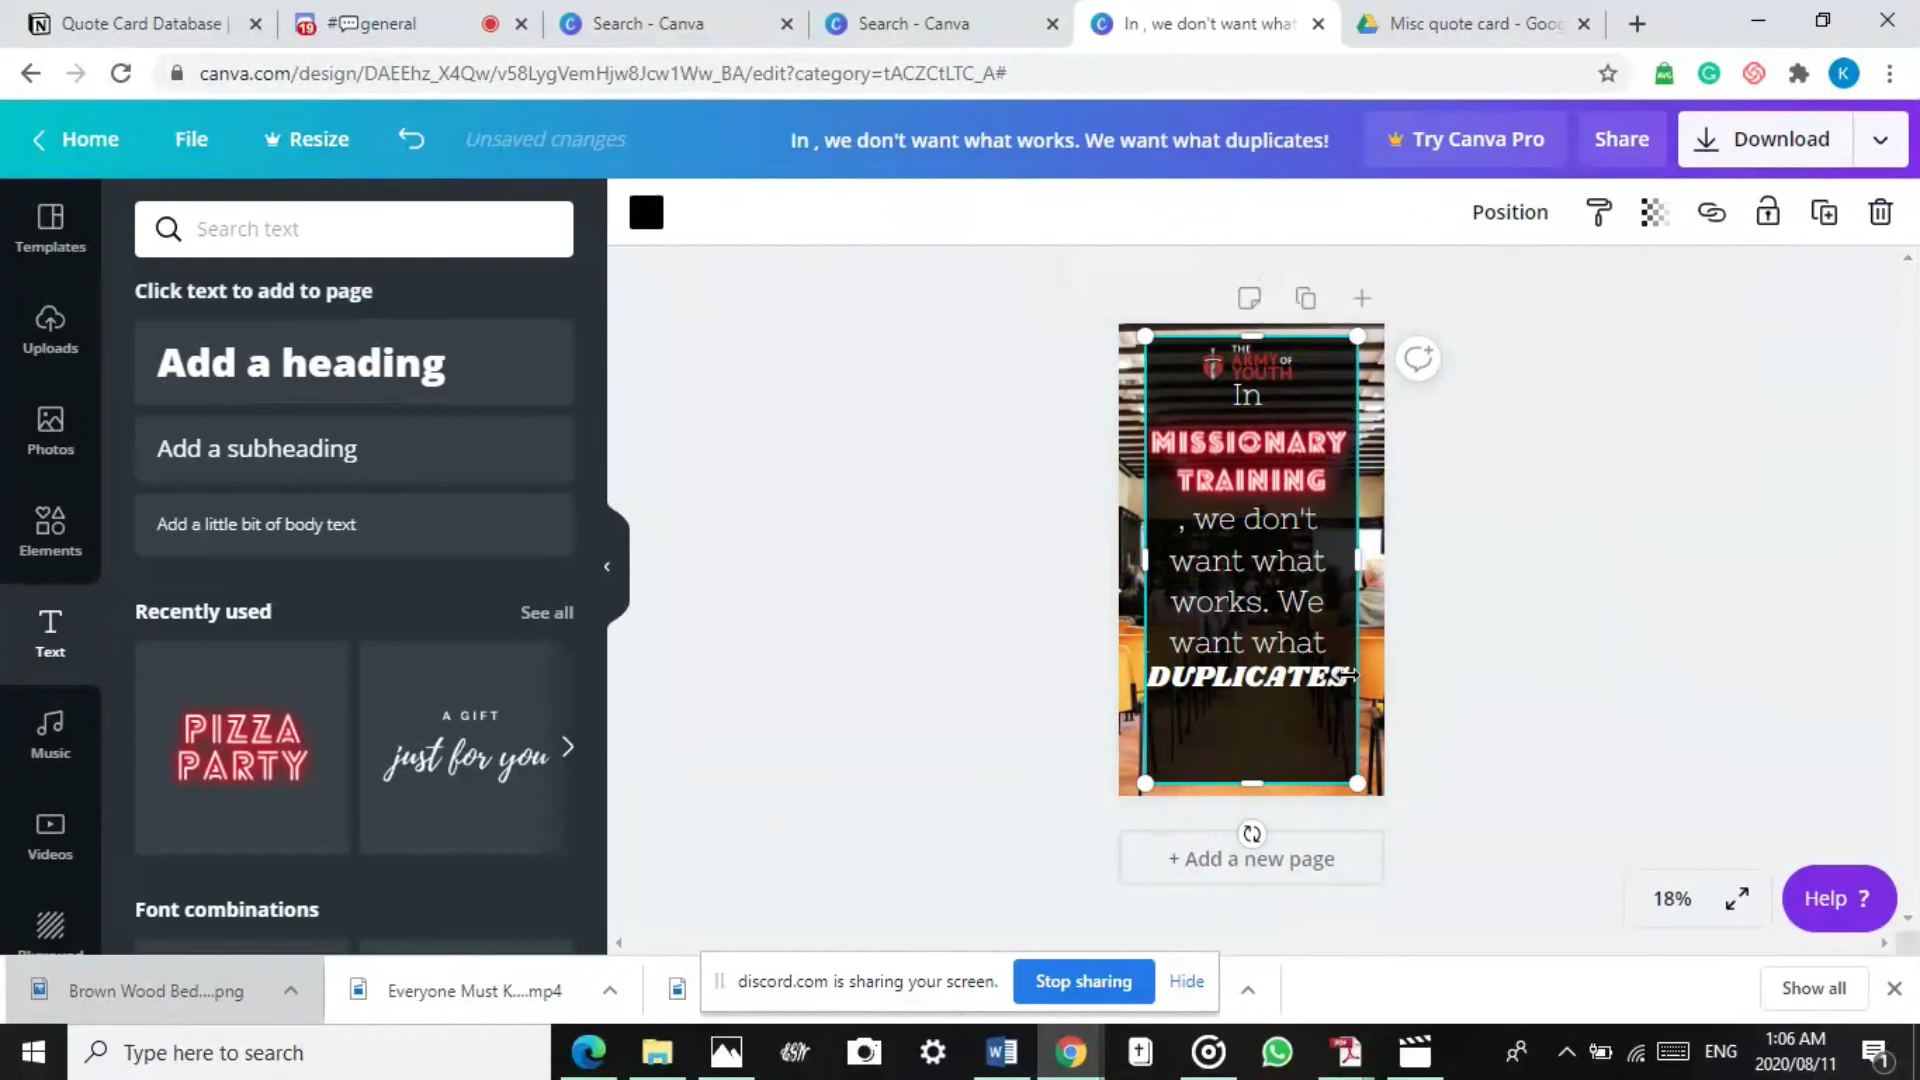 Quote Card Database |
#general
19
Search - Canva
Search - Canva
In , we don't want what
Misc quote card - Goog
canva.com/design/DAEEhz_X4Qw/v58LygVemHjw8Jcw1Ww_BA/edit?category=tACZCtLTC_A#
K
Home
File
Resize
Unsaved changes
In , we don't want what works. We want what duplicates!
Try Canva Pro
Share
Download
Templates
Uploads
Photos
Elements
Text
Music
Videos
Search text
Click text to add to page
Add a heading
Add a subheading
Add a little bit of body text
Recently used
See all
PIZZA
PARTY
A GIFT
just for you
Font combinations
Position
THE
ARMY OF
YOUTH
In
MISSIONARY
TRAINING
, we don't
want what
works. We
want what
DUPLICATES
+ Add a new page
18%
Help ?
Brown Wood Bed....png
Everyone Must K....mp4
discord.com is sharing your screen.
Stop sharing
Hide
Show all
Type here to search
ENG
1:06 AM
2020/08/11
1